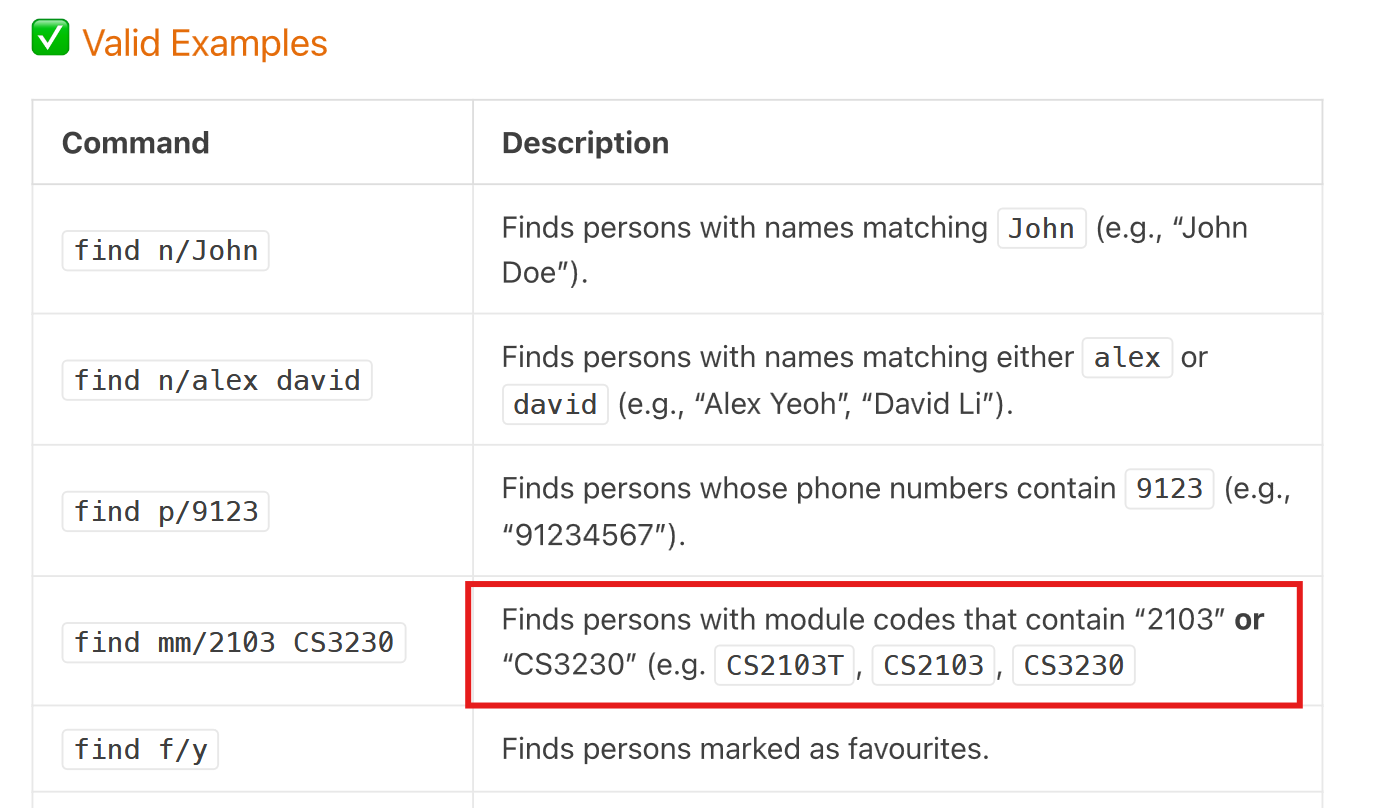 ✅ Valid Examples
Command Description
find n/John
Finds persons with names matching John (e.g., “John
Doe”).
find n/alex david
Finds persons with names matching either alex or
david (e.g., “Alex Yeoh”, “David Li”).
find p/9123
Finds persons whose phone numbers contain 9123 (e.g.,
“91234567”).
find mm/2103 CS3230
Finds persons with module codes that contain “2103” or
“CS3230” (e.g. CS2103T, CS2103, CS3230
find f/y Finds persons marked as favourites.